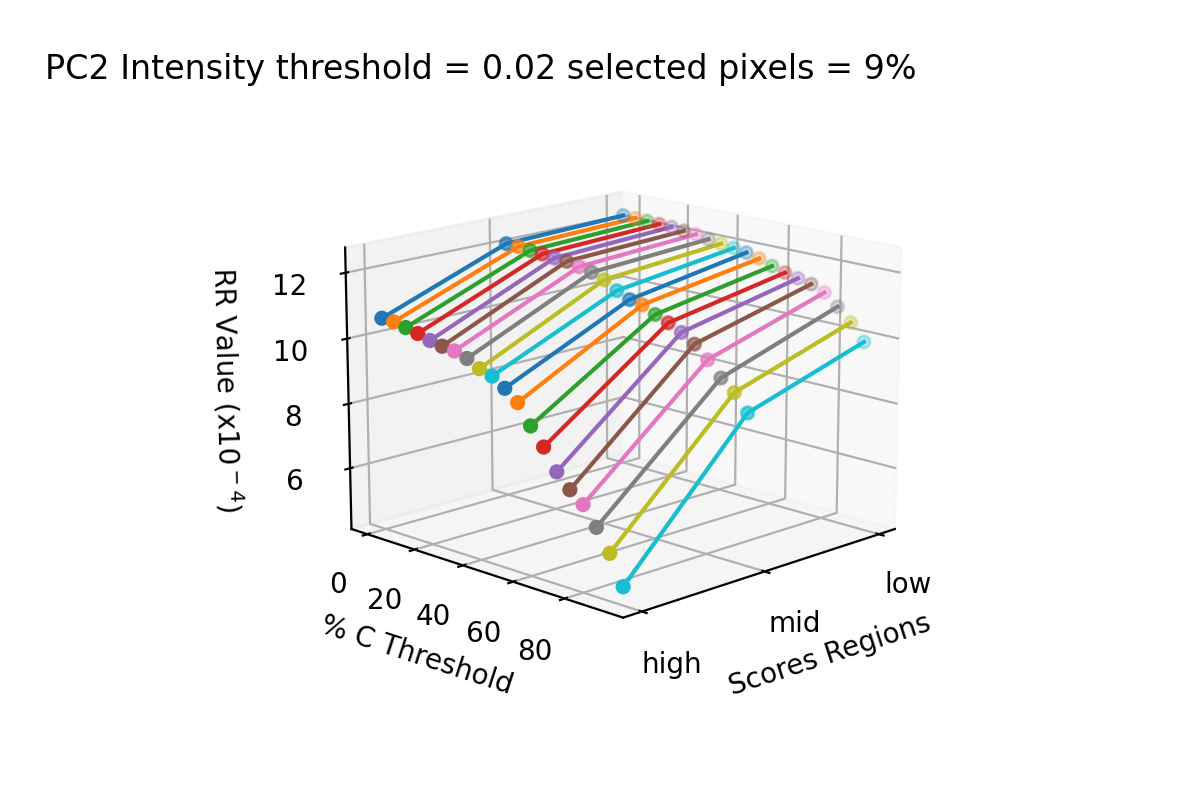 PC2 Intensity threshold = 0.02 selected pixels = 9%
RR Value (x10⁻⁴)
12
10
8
6
0
20
40
60
80
% C Threshold
high
mid
low
Scores Regions